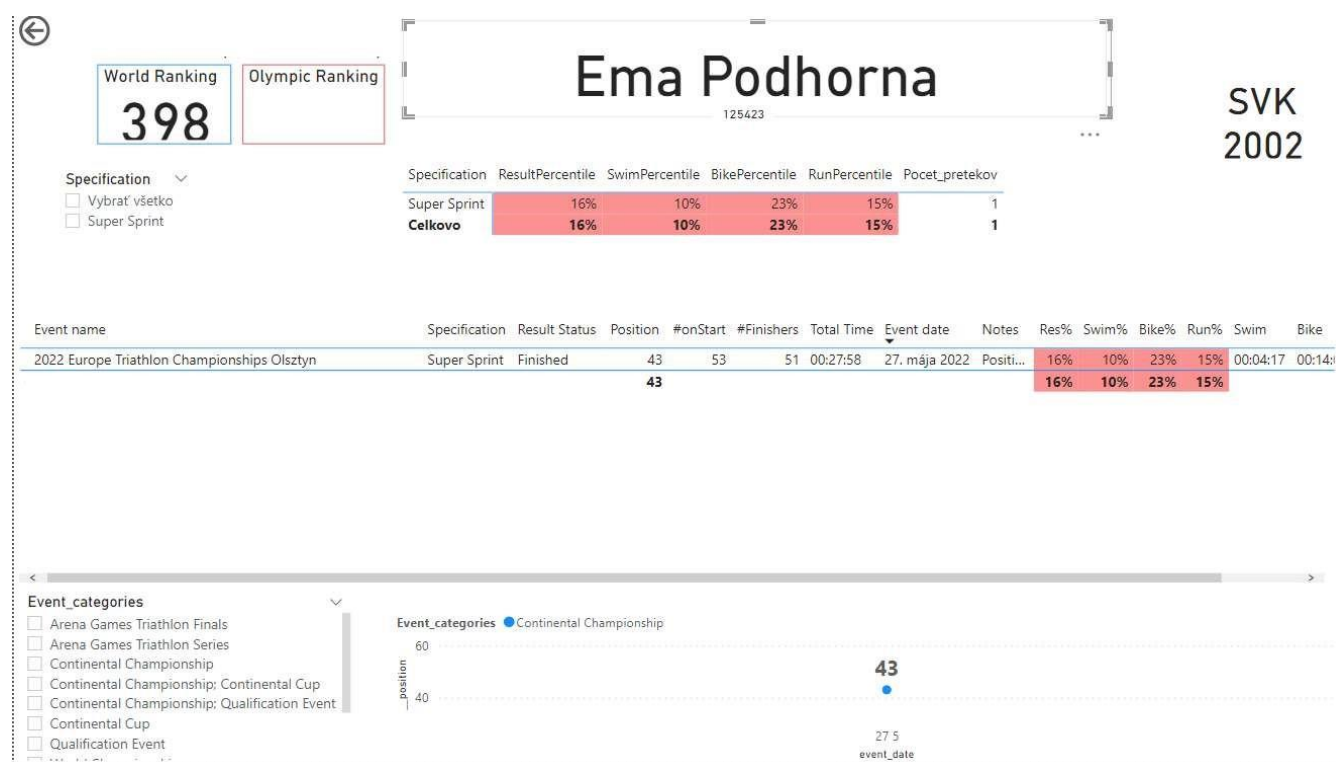 World Ranking
398
Olympic Ranking
Ema Podhorna
125423
SVK
2002
Specification
Vybrať všetko
Super Sprint
Specification ResultPercentile SwimPercentile BikePercentile RunPercentile Pocet_pretekov
Super Sprint 16% 10% 23% 15% 1
Celkovo 16% 10% 23% 15% 1
Event name Specification Result Status Position #onStart #Finishers Total Time Event date Notes Res% Swim% Bike% Run% Swim Bike
2022 Europe Triathlon Championships Olsztyn Super Sprint Finished 43 53 51 00:27:58 27. mája 2022 Positi... 16% 10% 23% 15% 00:04:17 00:14:
43 16% 10% 23% 15%
Event_categories
Arena Games Triathlon Finals
Arena Games Triathlon Series
Continental Championship
Continental Championship; Continental Cup
Continental Championship; Qualification Event
Continental Cup
Qualification Event
Event_categories Continental Championship
60
43
40
_position
27 5
event_date